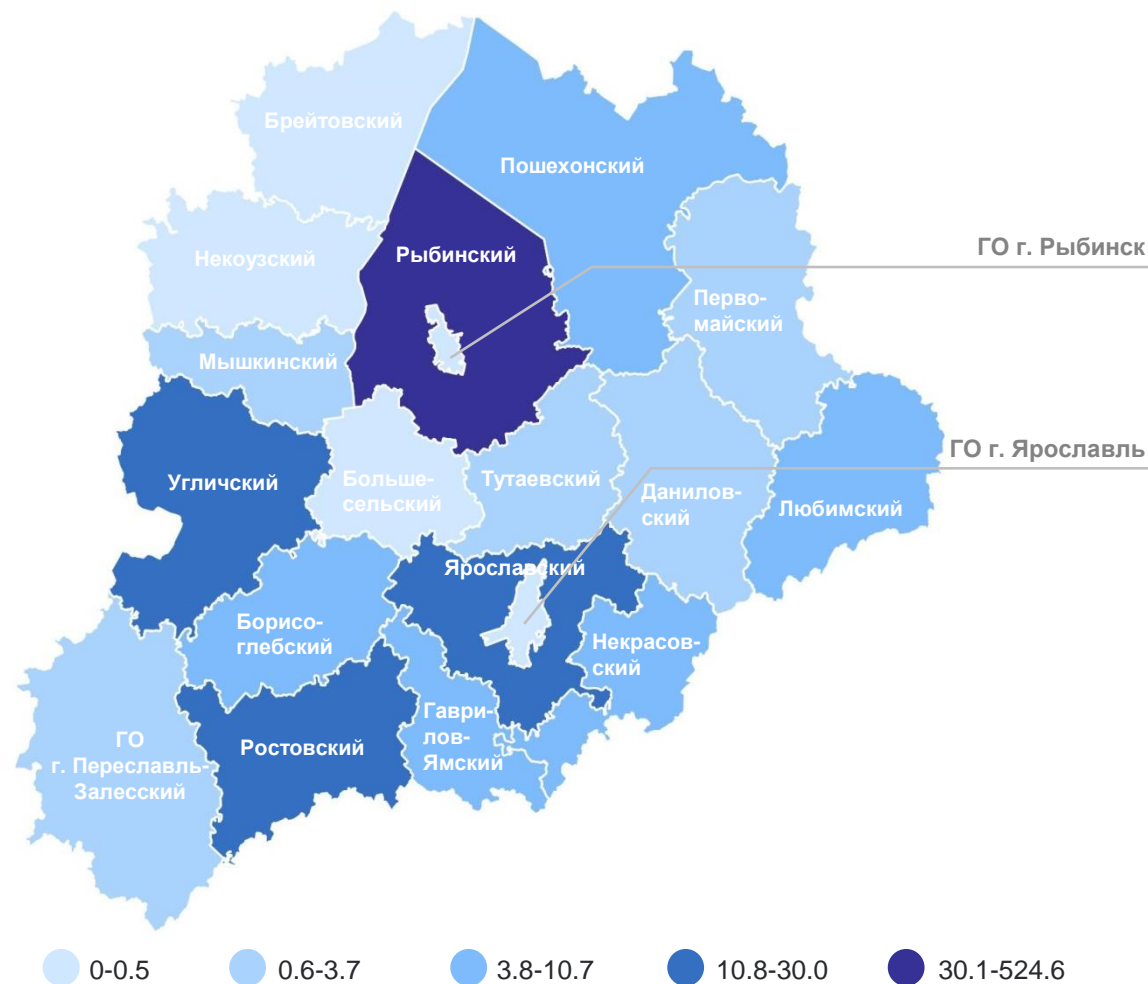 Брейтовский
Пошехонский
Некоузский
Рыбинский
ГО г. Рыбинск
Перво-
майский
Мышкинский
ГО г. Ярославль
Угличский
Больше-
сельский
Тутаевский
Данилов-
ский
Любимский
Ярославский
Борисо-
глебский
Некрасов-
ский
Гаври-
лов-
Ямский
ГО
г. Переславль-
Залесский
Ростовский
0-0.5
0.6-3.7
3.8-10.7
10.8-30.0
30.1-524.6